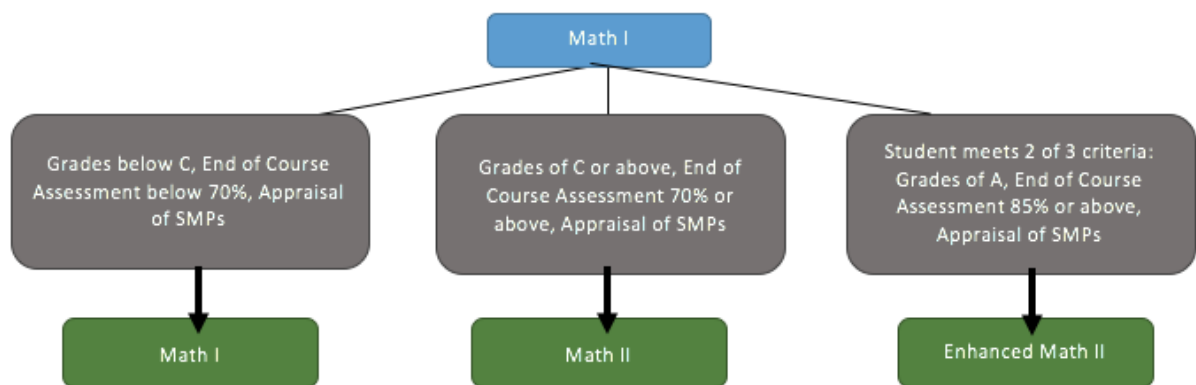 Math I
Grades below C, End of Course
Assessment below 70%, Appraisal
of SMPs
Grades of C or above, End of
Course Assessment 70% or
above, Appraisal of SMPs
Student meets 2 of 3 criteria:
Grades of A, End of Course
Assessment 85% or above,
Appraisal of SMPs
Math I
Math II
Enhanced Math II